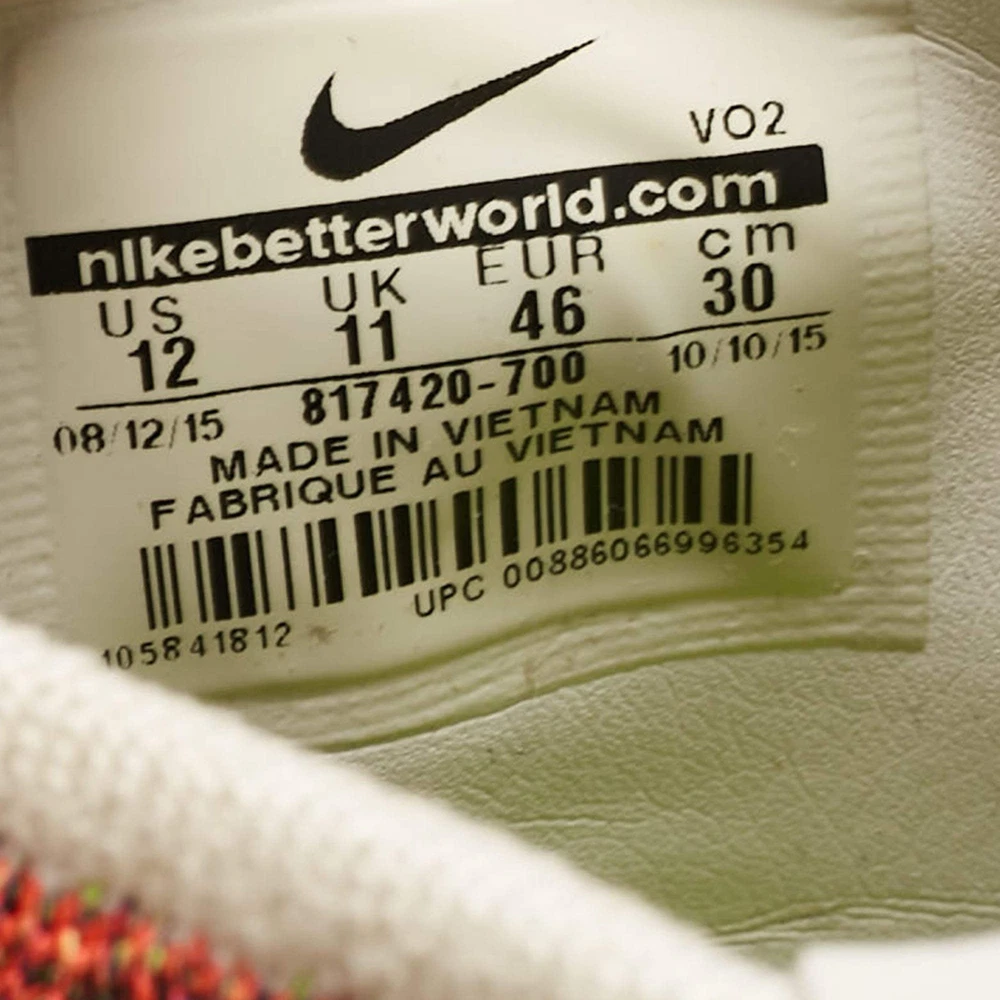 VO2
nikebetterworld.com
US UK EUR cm
12 11 46 30
08/12/15 817420-700 10/10/15
MADE IN VIETNAM
FABRIQUE AU VIETNAM
UPC 00886066996354
105841812